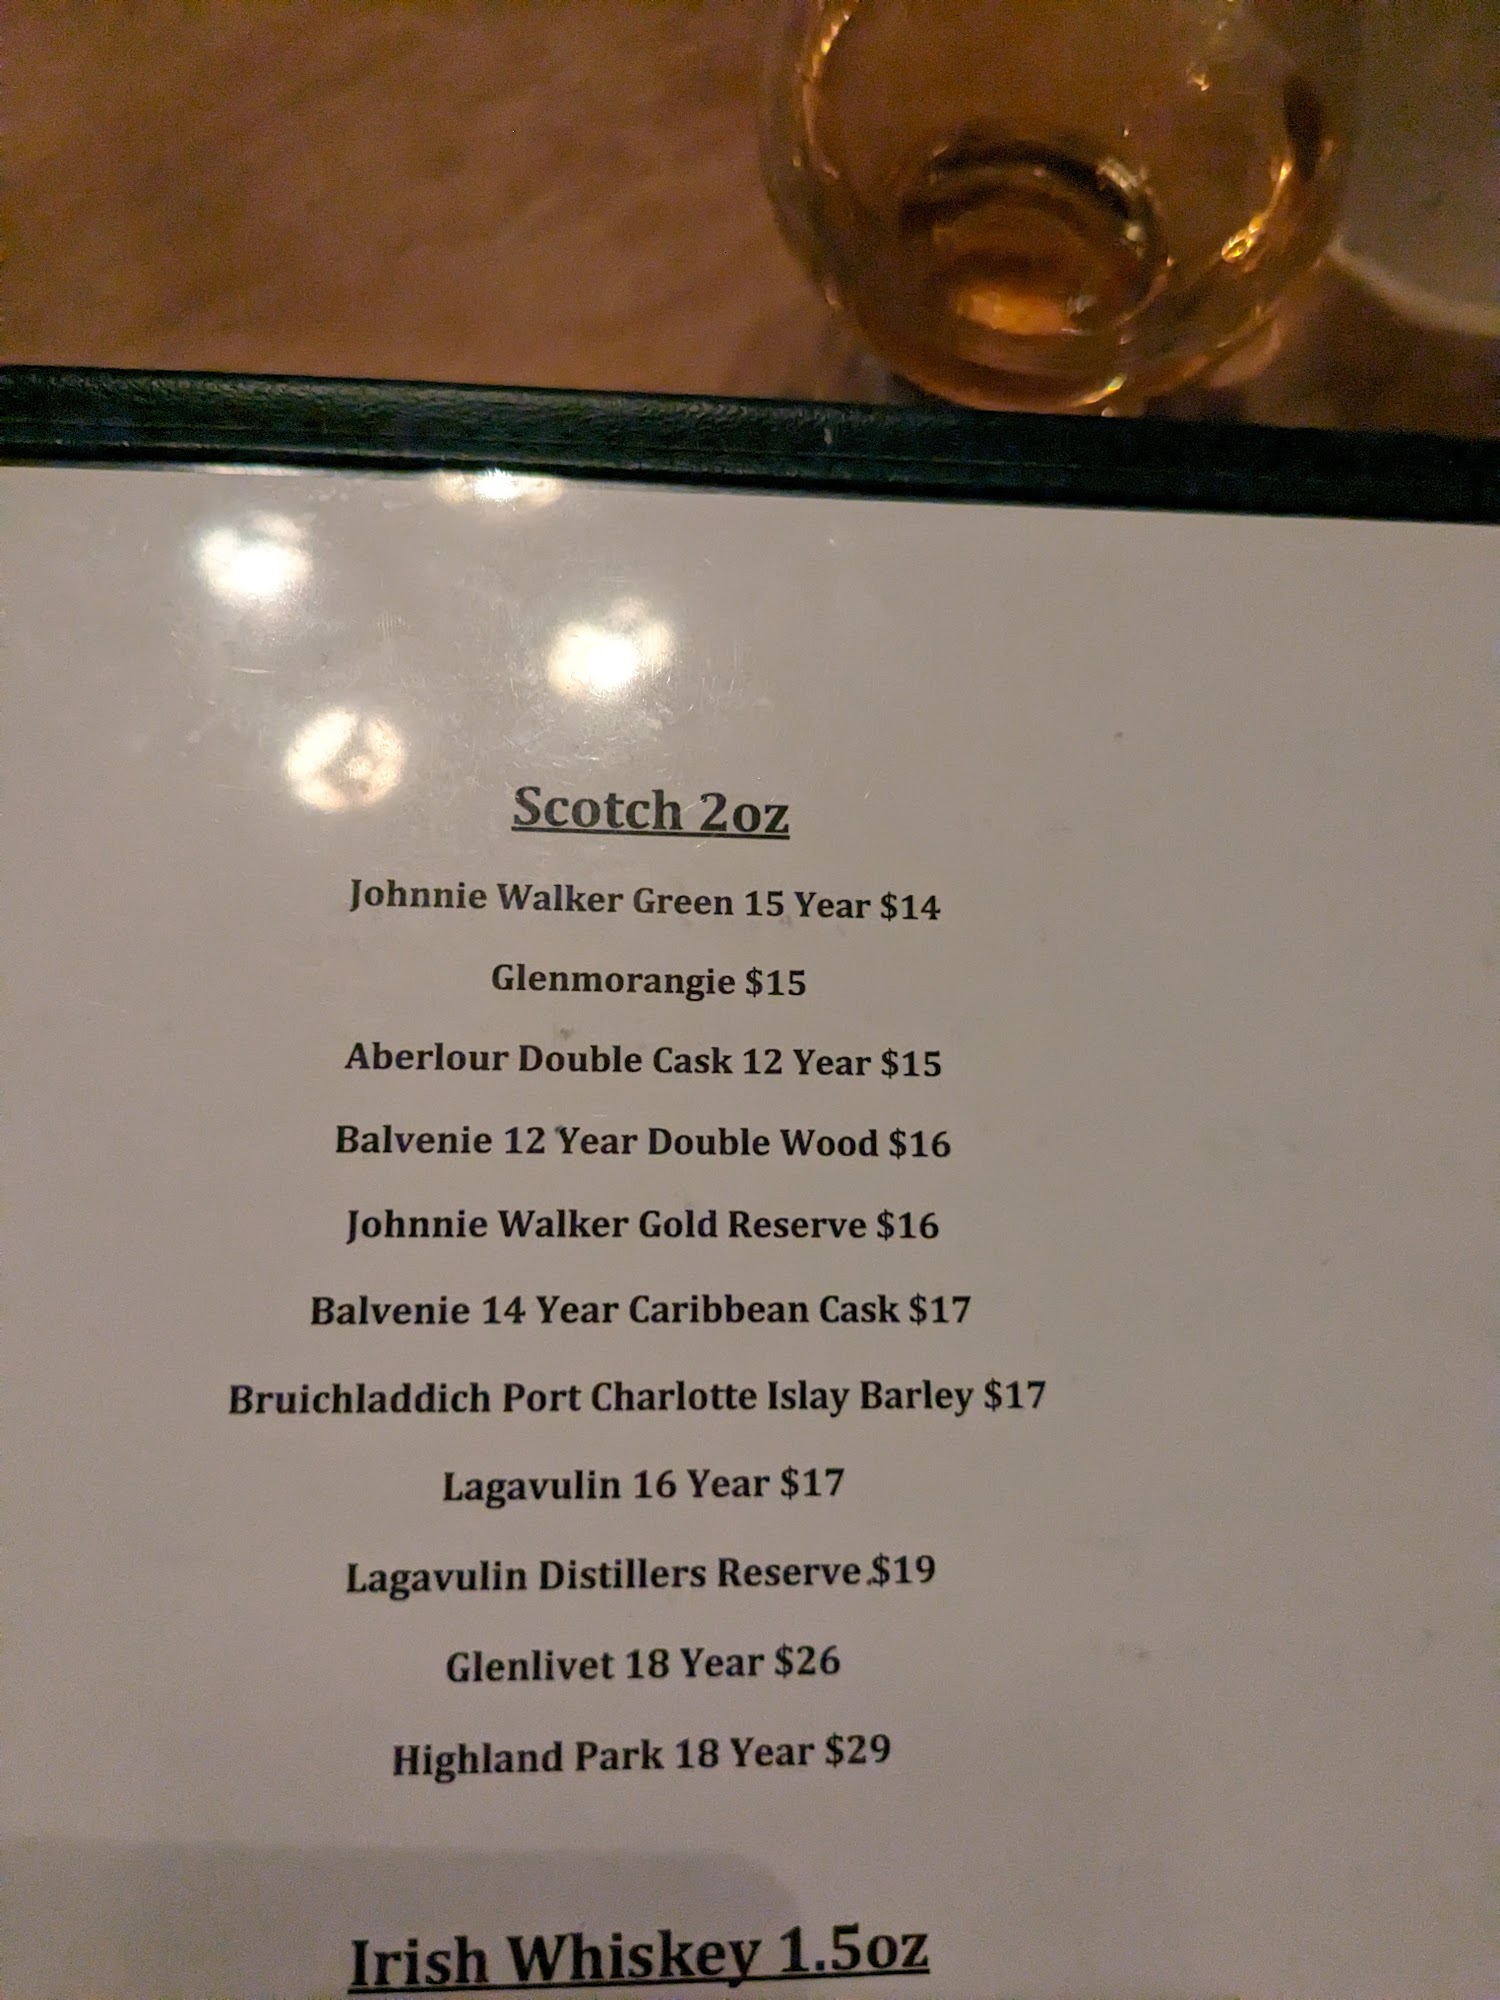 Scotch 2oz
Johnnie Walker Green 15 Year $14
Glenmorangie $15
Aberlour Double Cask 12 Year $15
Balvenie 12 Year Double Wood $16
Johnnie Walker Gold Reserve $16
Balvenie 14 Year Caribbean Cask $17
Bruichladdich Port Charlotte Islay Barley $17
Lagavulin 16 Year $17
Lagavulin Distillers Reserve $19
Glenlivet 18 Year $26
Highland Park 18 Year $29
Irish Whiskey 1.5oz